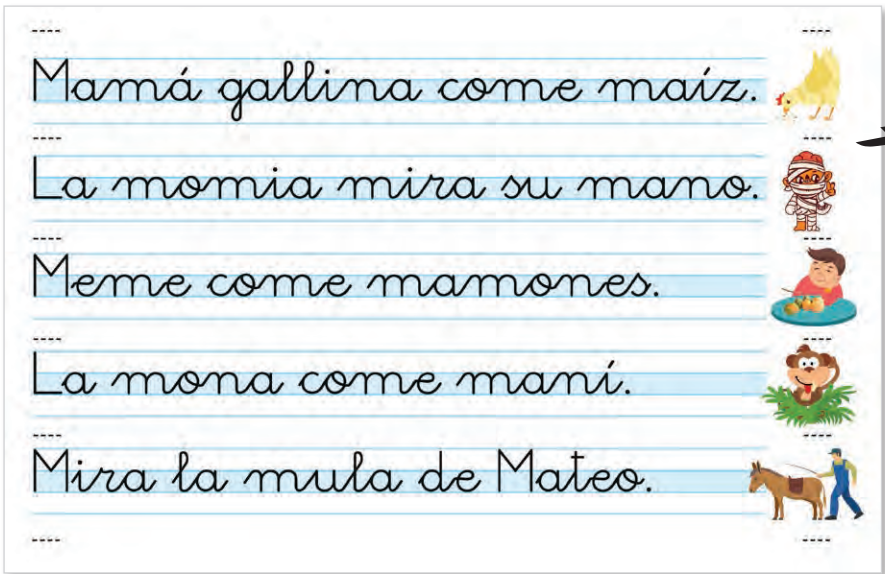 Mamá gallina come maíz.
La momia mira su mano.
Meme come mamones.
La mona come maní.
Mira la mula de Mateo.